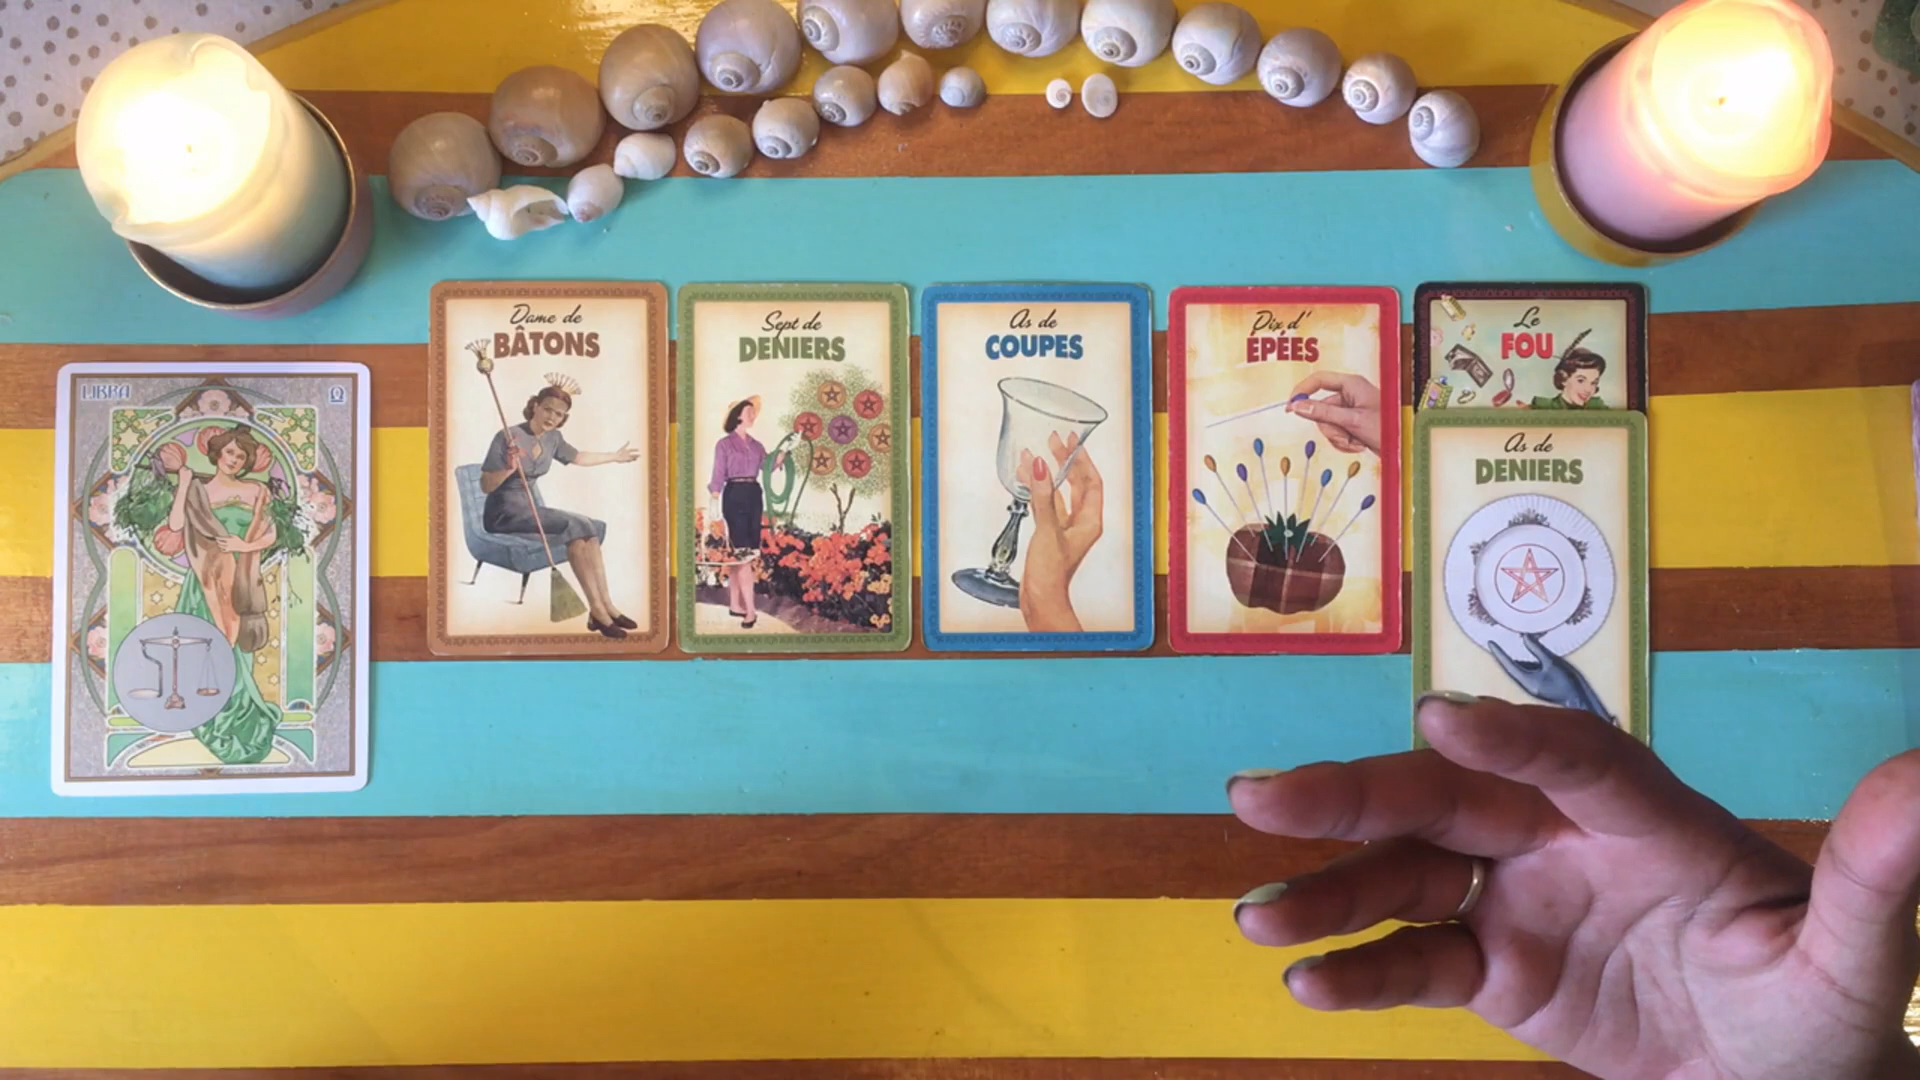 LIBRA
Dame de
BÂTONS
Sept de
DENIERS
As de
COUPES
Dix d'
ÉPÉES
Le
FOU
As de
DENIERS